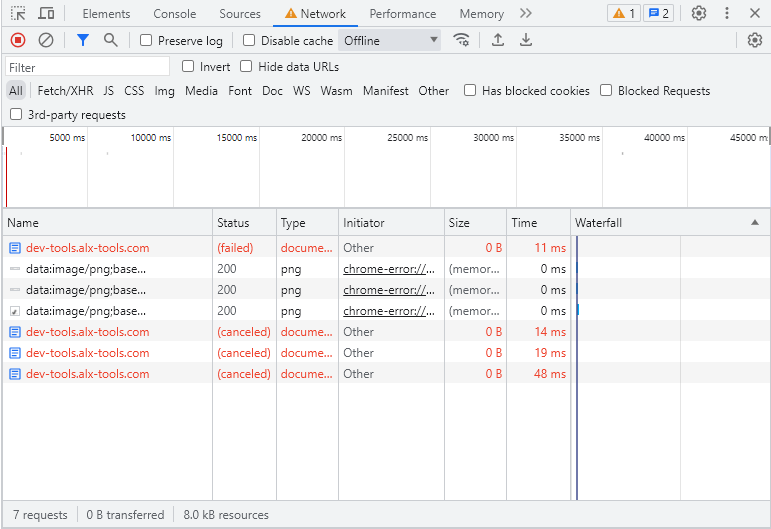 Elements Console Sources Network Performance Memory 1 2
Preserve log Disable cache Offline
Filter Invert Hide data URLs
All Fetch/XHR JS CSS Img Media Font Doc WS Wasm Manifest Other Has blocked cookies Blocked Requests
3rd-party requests
5000 ms 10000 ms 15000 ms 20000 ms 25000 ms 30000 ms 35000 ms 40000 ms 45000 ms
Name Status Type Initiator Size Time Waterfall
dev-tools.alx-tools.com (failed) docume... Other 0 B 11 ms
data:image/png;base... 200 png chrome-error://... (memor... 0 ms
data:image/png;base... 200 png chrome-error://... (memor... 0 ms
data:image/png;base... 200 png chrome-error://... (memor... 0 ms
dev-tools.alx-tools.com (canceled) docume... Other 0 B 14 ms
dev-tools.alx-tools.com (canceled) docume... Other 0 B 19 ms
dev-tools.alx-tools.com (canceled) docume... Other 0 B 48 ms
7 requests 0 B transferred 8.0 kB resources